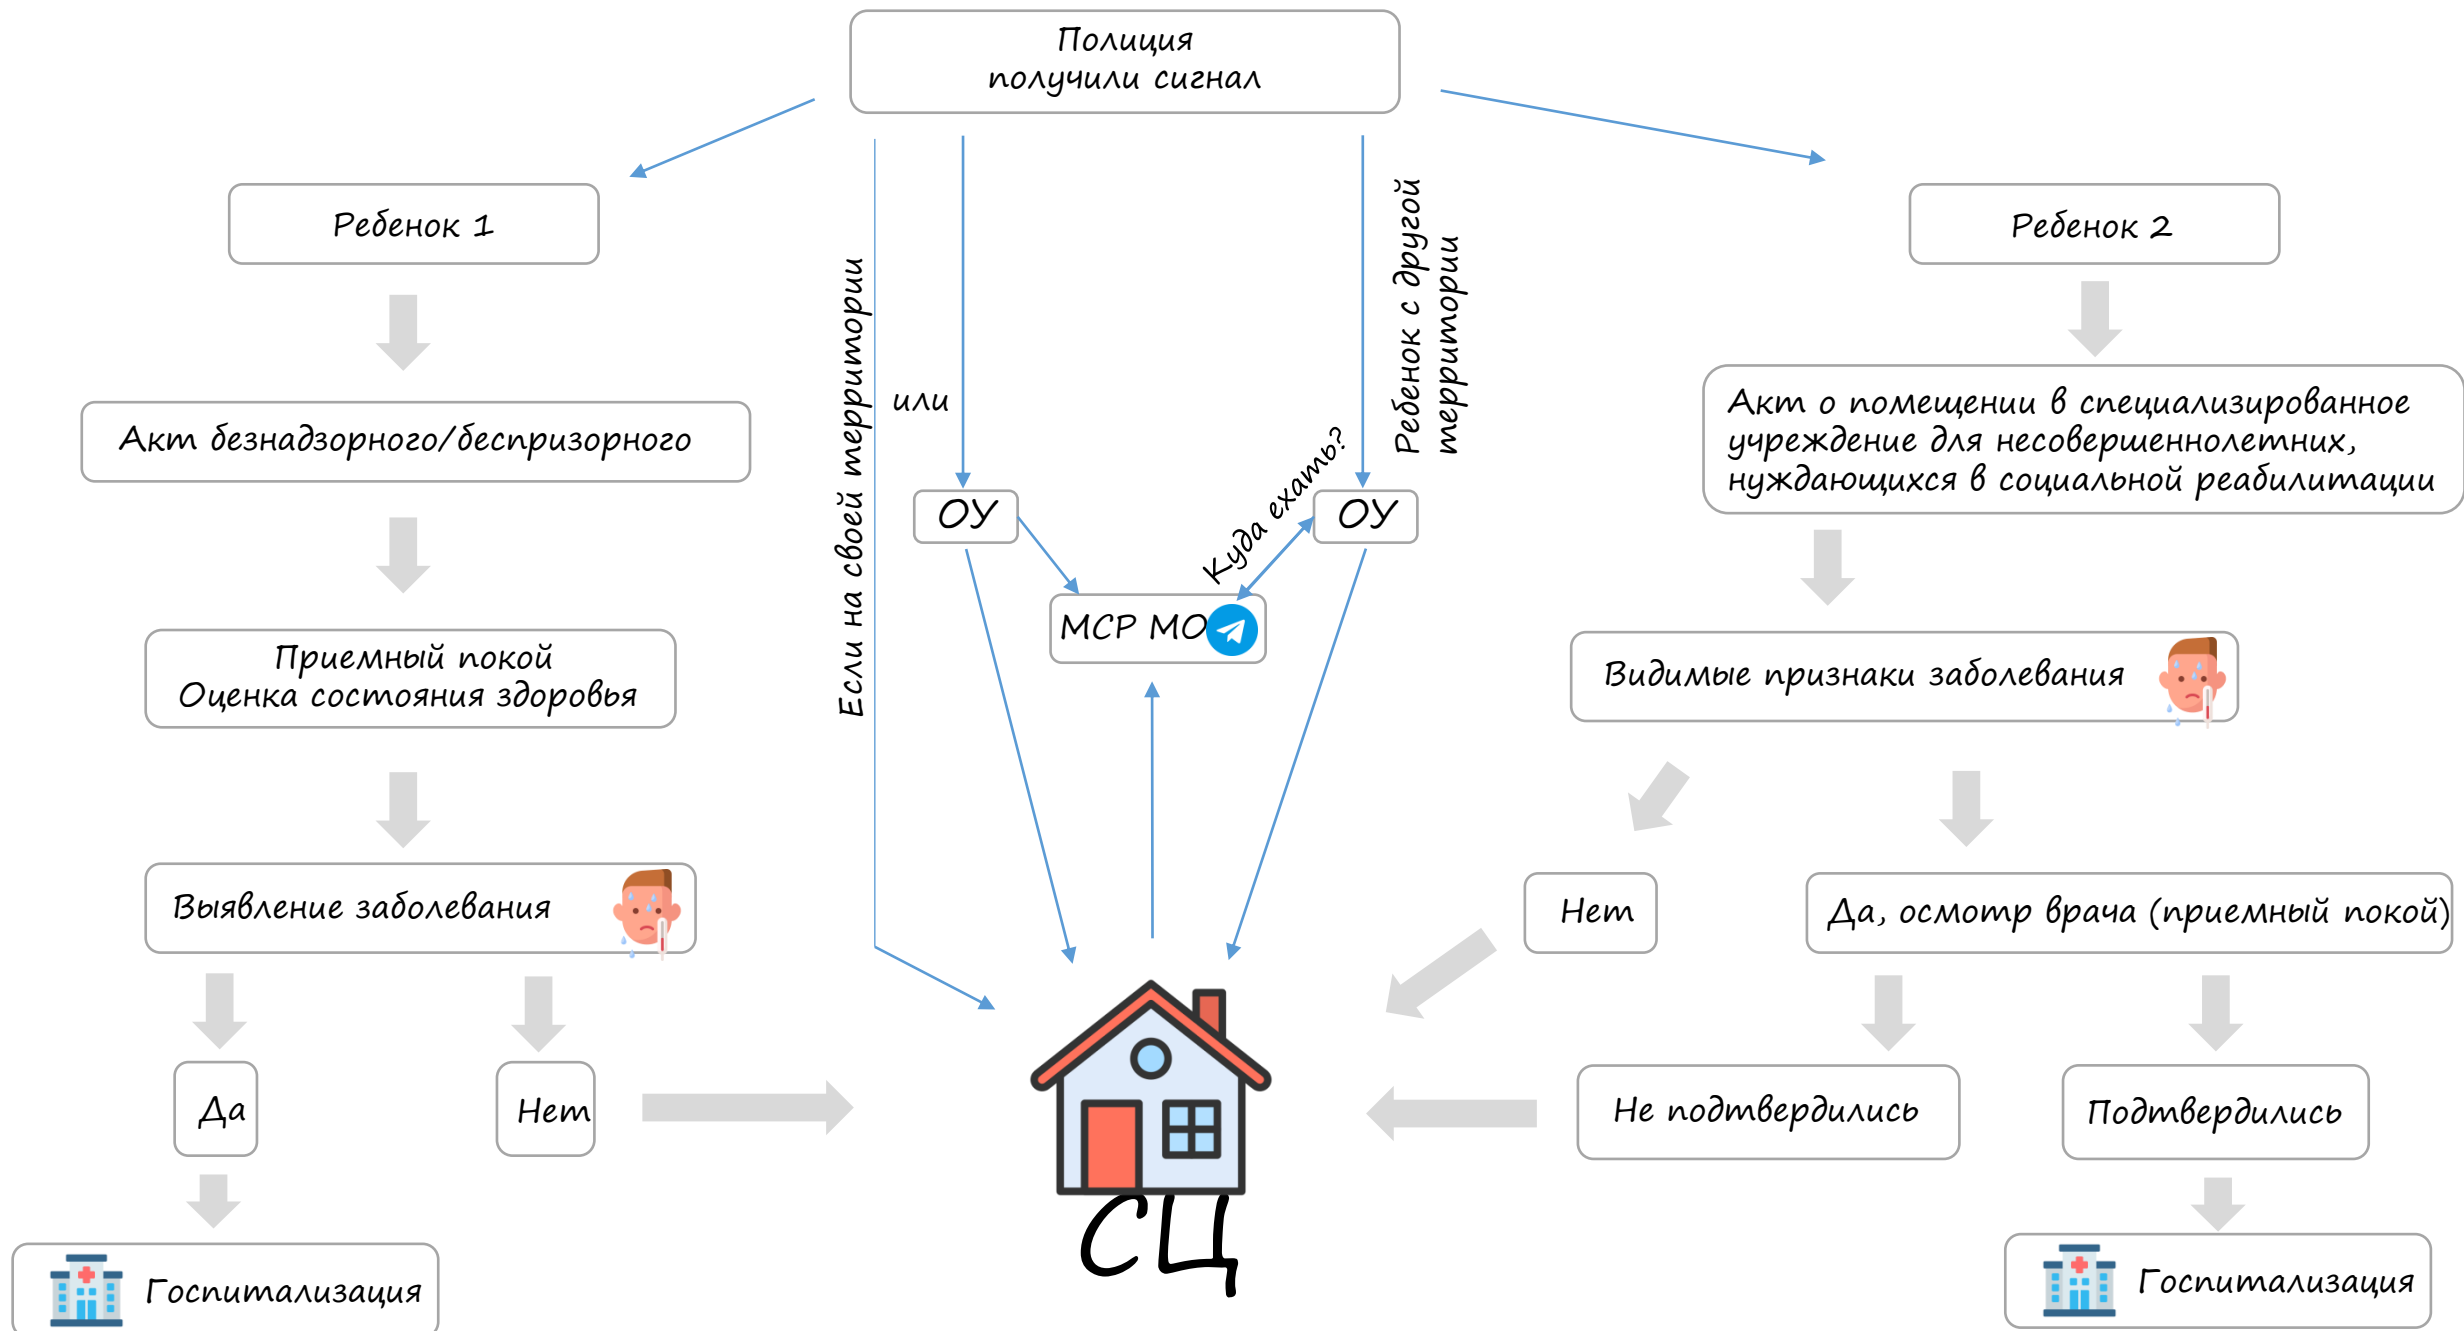 Полиция
получили сигнал
Ребенок 1
Ребенок 2
Если на своей территории
или
Ребенок с другой
территории
Акт безнадзорного/беспризорного
Акт о помещении в специализированное
учреждение для несовершеннолетних,
нуждающихся в социальной реабилитации
ОУ
Куда ехать?
ОУ
МСР МО
Приемный покой
Оценка состояния здоровья
Видимые признаки заболевания
Выявление заболевания
Нет
Да, осмотр врача (приемный покой)
Да
Нет
Не подтвердились
Подтвердились
СЦ
Госпитализация
Госпитализация